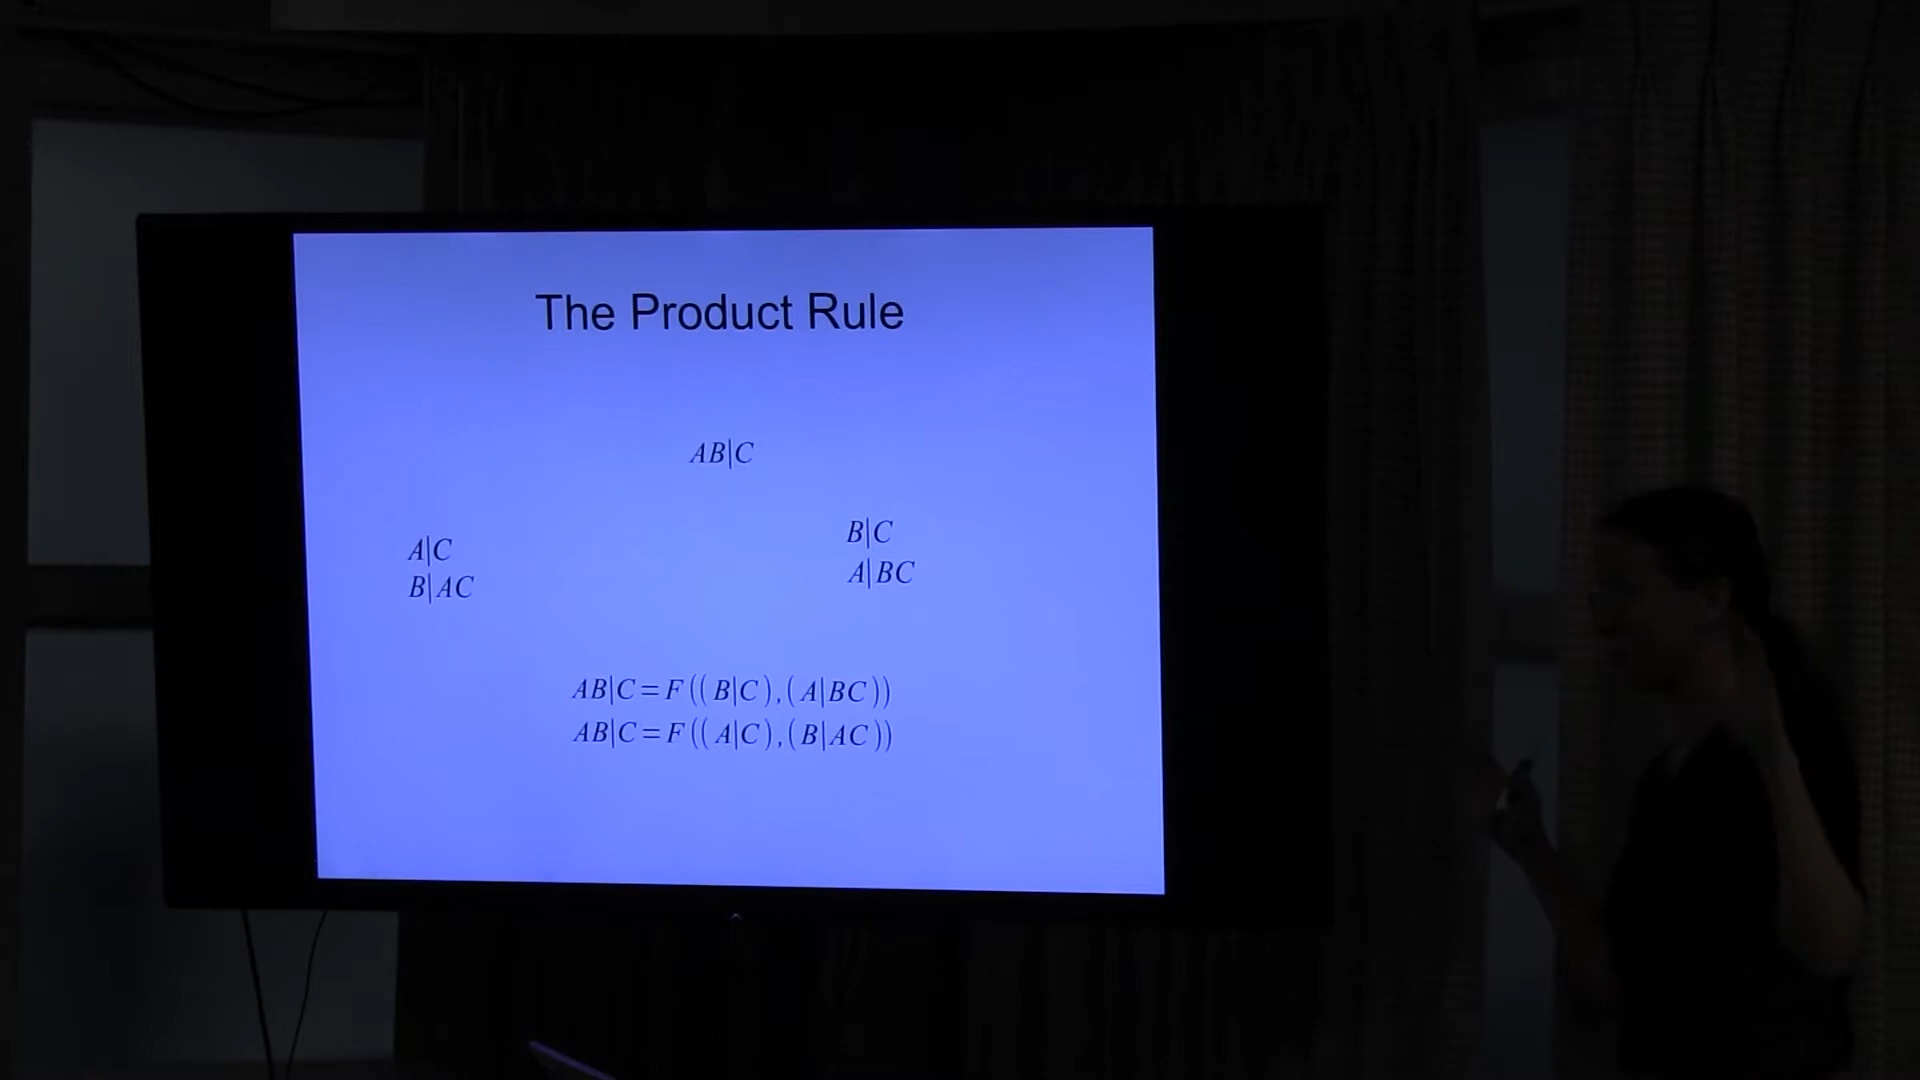 The Product Rule
AB|C
A|C
B|AC
B|C
A|BC
AB|C=F((B|C),(A|BC))
AB|C=F((A|C),(B|AC))